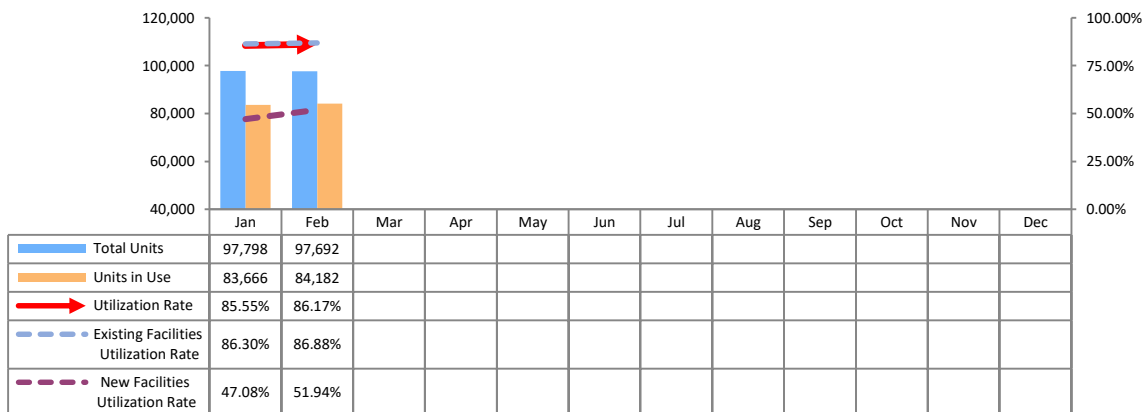 120,000
100,000
80,000
60,000
40,000
100.00%
75.00%
50.00%
25.00%
0.00%
Jan Feb Mar Apr May Jun Jul Aug Sep Oct Nov Dec
Total Units 97,798 97,692
Units in Use 83,666 84,182
Utilization Rate 85.55% 86.17%
Existing Facilities
Utilization Rate
86.30% 86.88%
New Facilities
Utilization Rate
47.08% 51.94%